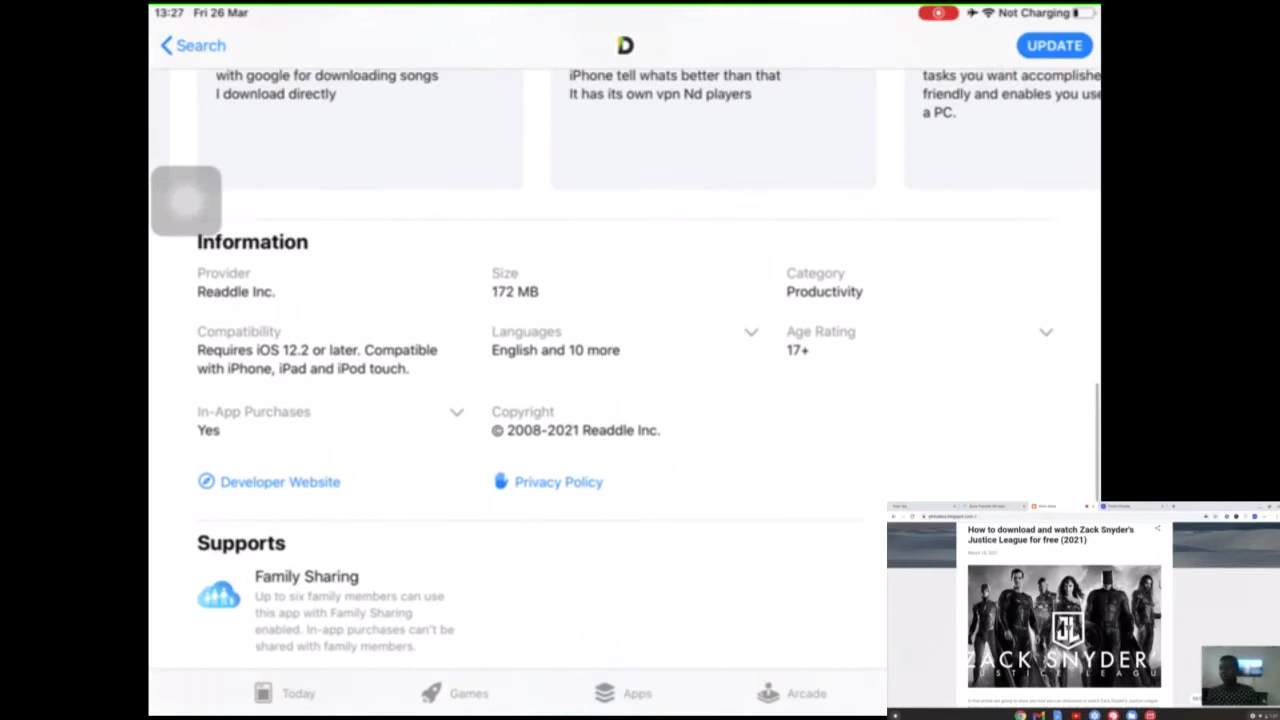 13:27 Fri 26 Mar
Not Charging
Search
D
UPDATE
with google for downloading songs
I download directly
iPhone tell whats better than that
It has its own vpn Nd players
tasks you want accomplishe
friendly and enables you use
a PC.
Information
Provider
Readdle Inc.
Size
172 MB
Category
Productivity
Compatibility
Requires iOS 12.2 or later. Compatible
with iPhone, iPad and iPod touch.
Languages
English and 10 more
Age Rating
17+
In-App Purchases
Yes
Copyright
© 2008-2021 Readdle Inc.
Developer Website
Privacy Policy
Supports
Family Sharing
Up to six family members can use
this app with Family Sharing
enabled. In-app purchases can't be
shared with family members.
Today
Games
Apps
Arcade
How to download and watch Zack Snyder's
Justice League for free (2021)
March 18, 2021
JL
ZACK SNYDER'
JUSTICE LEAGU